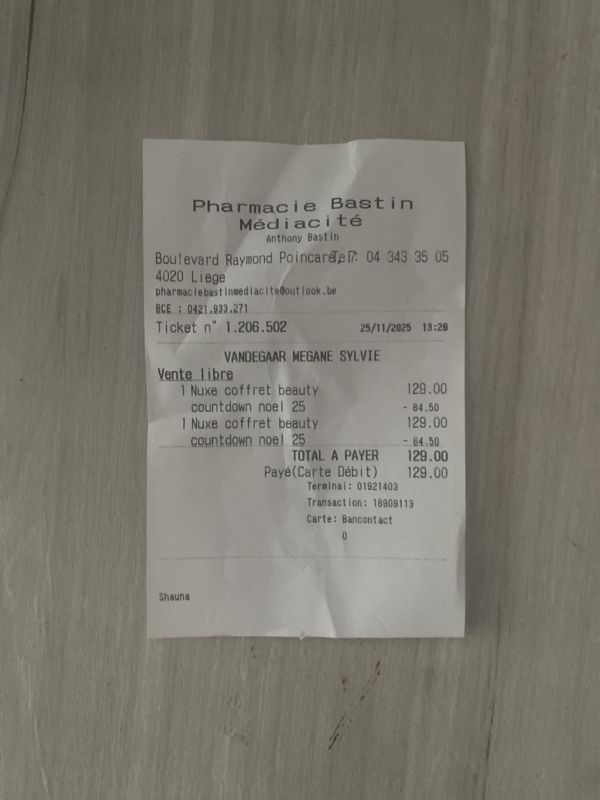 Pharmacie Bastin
Médiacité
Anthony Bastin
Boulevard Raymond Poincaré, 7 Tel: 04 343 35 05
4020 Liege
pharmaciebastinmediacite@outlook.be
BCE : 0421.933.271
Ticket n° 1.206.502 25/11/2025 13:26
VANDEGAAR MEGANE SYLVIE
Vente libre
1 Nuxe coffret beauty 129.00
countdown noel 25 - 64.50
1 Nuxe coffret beauty 129.00
countdown noel 25 - 64.50
TOTAL A PAYER 129.00
Payé(Carte Débit) 129.00
Terminal: 01921403
Transaction: 16909113
Carte: Bancontact
0
Shauna